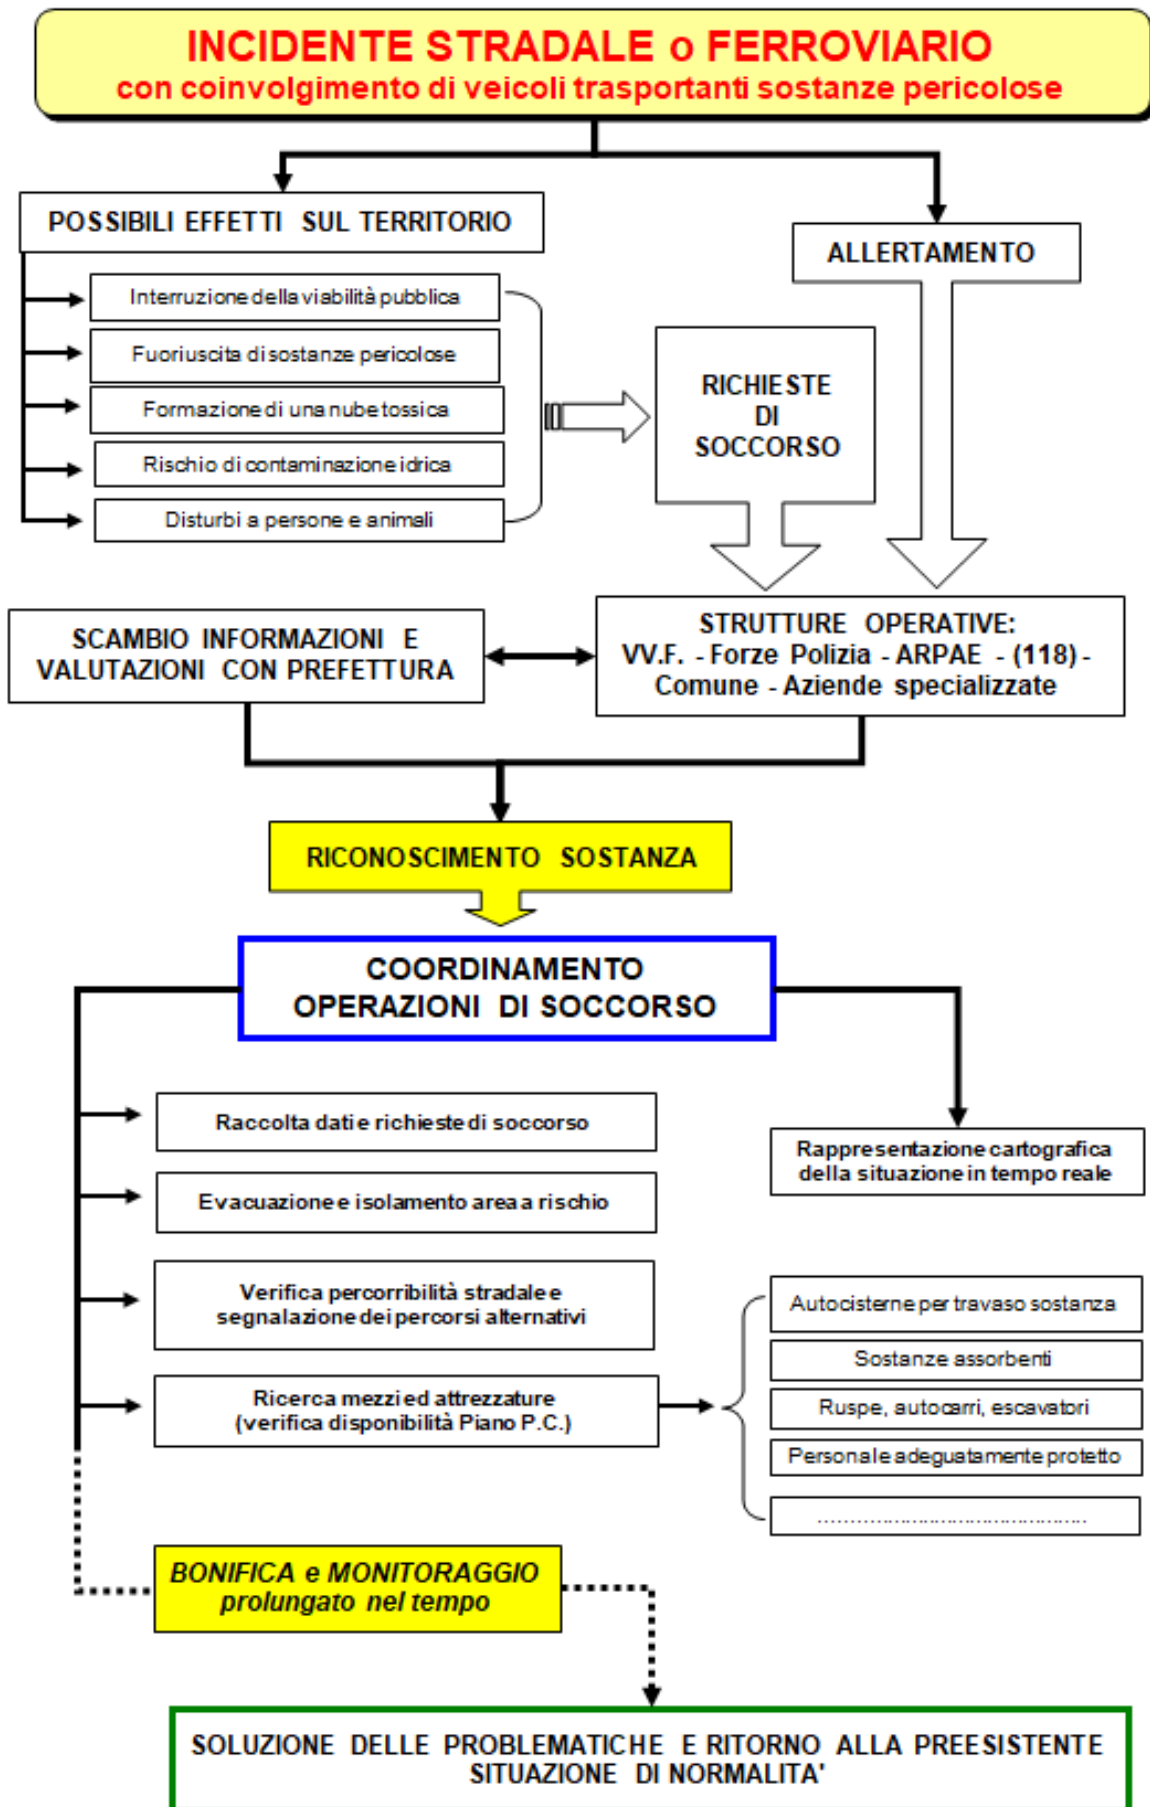 INCIDENTE STRADALE o FERROVIARIO
con coinvolgimento di veicoli trasportanti sostanze pericolose
POSSIBILI EFFETTI SUL TERRITORIO
ALLERTAMENTO
Interruzione della viabilità pubblica
Fuoriuscita di sostanze pericolose
Formazione di una nube tossica
Rischio di contaminazione idrica
Disturbi a persone e animali
RICHIESTE
DI
SOCCORSO
SCAMBIO INFORMAZIONI E
VALUTAZIONI CON PREFETTURA
STRUTTURE OPERATIVE:
VV.F. - Forze Polizia - ARPAE - (118) -
Comune - Aziende specializzate
RICONOSCIMENTO SOSTANZA
COORDINAMENTO
OPERAZIONI DI SOCCORSO
Raccolta dati e richieste di soccorso
Evacuazione e isolamento area a rischio
Verifica percorribilità stradale e
segnalazione dei percorsi alternativi
Ricerca mezzi ed attrezzature
(verifica disponibilità Piano P.C.)
Rappresentazione cartografica
della situazione in tempo reale
Autocisterne per travaso sostanza
Sostanze assorbenti
Ruspe, autocarri, escavatori
Personale adeguatamente protetto
................................................
BONIFICA e MONITORAGGIO
prolungato nel tempo
SOLUZIONE DELLE PROBLEMATICHE E RITORNO ALLA PREESISTENTE
SITUAZIONE DI NORMALITA'